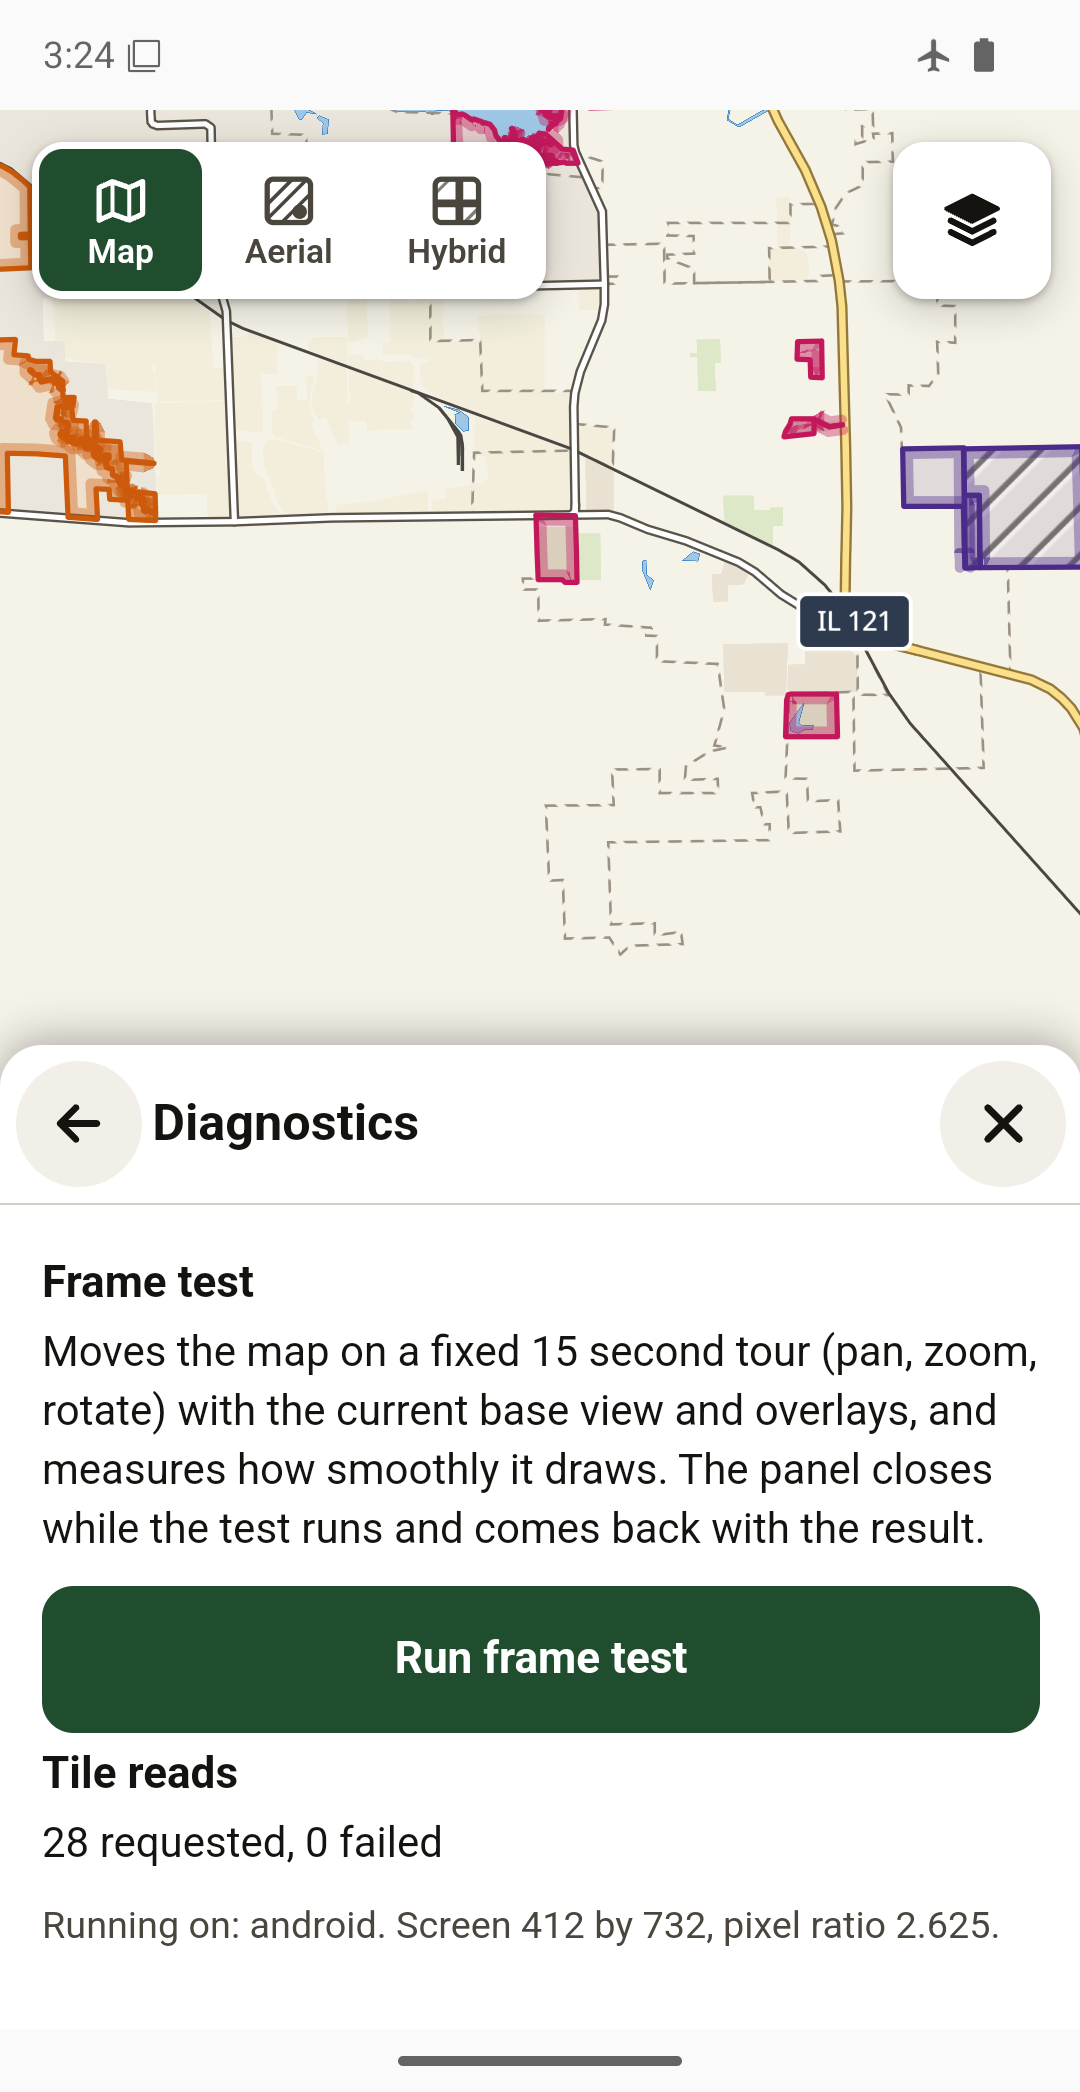 3:24
Map
Aerial
Hybrid
IL 121
Diagnostics
Frame test
Moves the map on a fixed 15 second tour (pan, zoom,
rotate) with the current base view and overlays, and
measures how smoothly it draws. The panel closes
while the test runs and comes back with the result.
Run frame test
Tile reads
28 requested, 0 failed
Running on: android. Screen 412 by 732, pixel ratio 2.625.